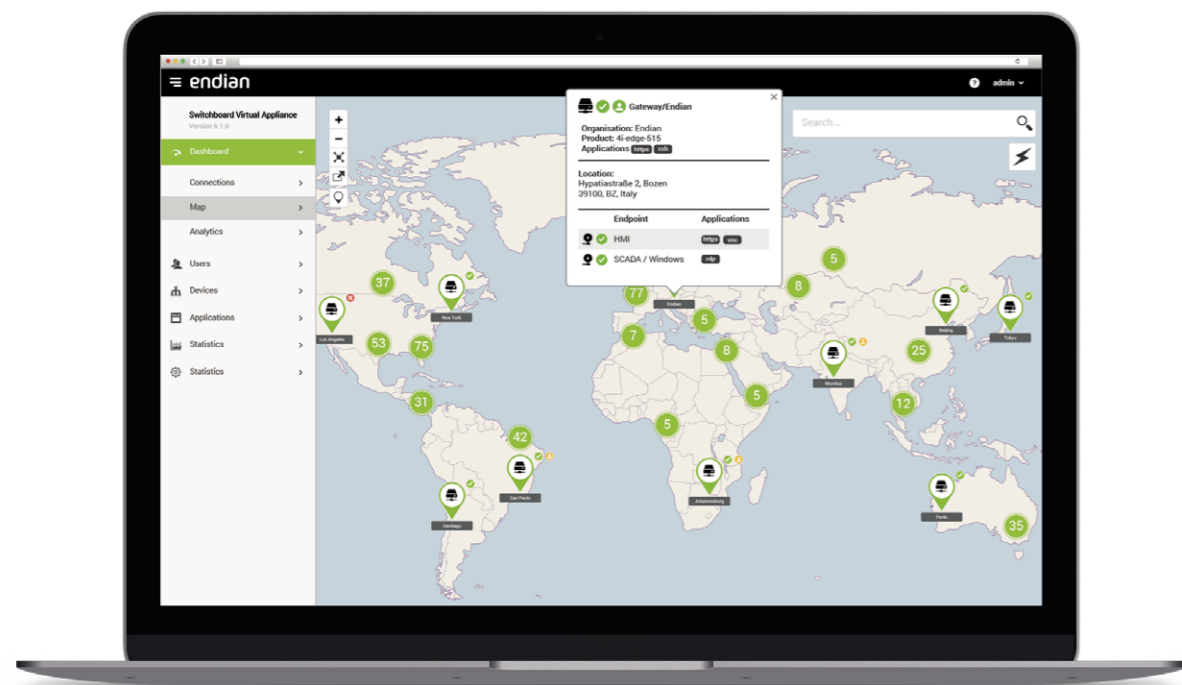 endian
admin
Switchboard Virtual Appliance
Version 6.1.0
Dashboard
Connections
Map
Analytics
Users
Devices
Applications
Statistics
Statistics
Search...
Gateway/Endian
Organisation: Endian
Product: 4i-edge-515
Applications https ssh
Location:
Hypatiastraße 2, Bozen
39100, BZ, Italy
Endpoint Applications
HMI https vnc
SCADA / Windows rdp
5
37
77
8
Endian
New York
5
Los Angeles
53
75
7
8
Beijing
Tokyo
25
Mumbai
31
5
12
5
42
Sao Paulo
Johannesburg
Santiago
Perth
35